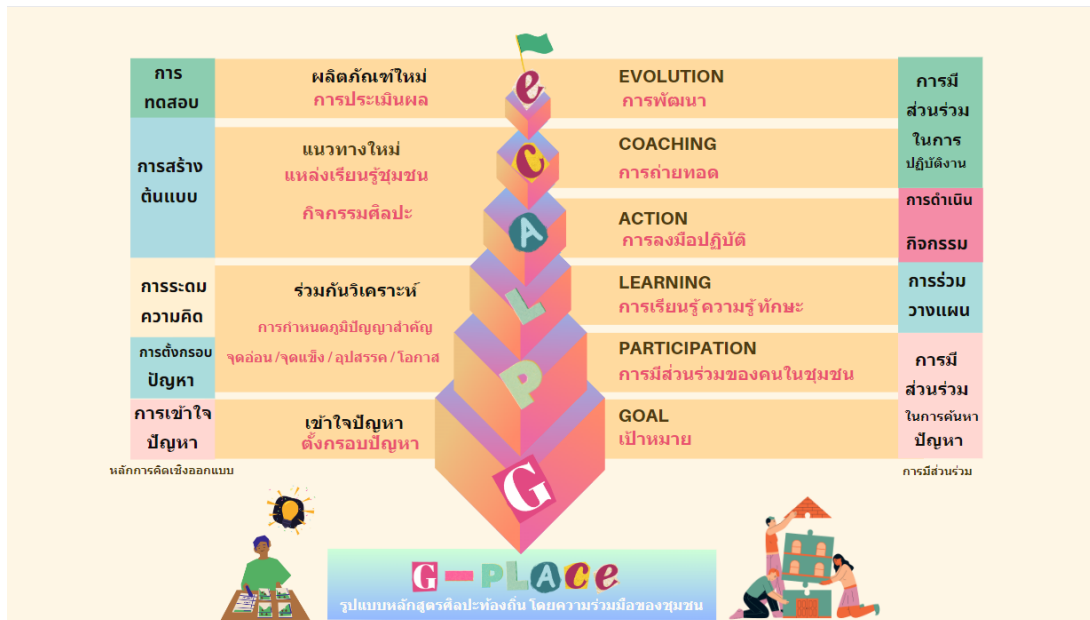 การ
ทดสอบ
การสร้าง
ต้นแบบ
การระดม
ความคิด
การตั้งกรอบ
ปัญหา
การเข้าใจ
ปัญหา
หลักการคิดเชิงออกแบบ
ผลิตภัณฑ์ใหม่
การประเมินผล
แนวทางใหม่
แหล่งเรียนรู้ชุมชน
กิจกรรมศิลปะ
ร่วมกันวิเคราะห์
การกำหนดภูมิปัญญาสำคัญ
จุดอ่อน /จุดแข็ง / อุปสรรค / โอกาส
เข้าใจปัญหา
ตั้งกรอบปัญหา
e
C
A
L
P
G
EVOLUTION
การพัฒนา
COACHING
การถ่ายทอด
ACTION
การลงมือปฏิบัติ
LEARNING
การเรียนรู้ ความรู้ ทักษะ
PARTICIPATION
การมีส่วนร่วมของคนในชุมชน
GOAL
เป้าหมาย
การมี
ส่วนร่วม
ในการ
ปฏิบัติงาน
การดำเนิน
กิจกรรม
การร่วม
วางแผน
การมี
ส่วนร่วม
ในการค้นหา
ปัญหา
การมีส่วนร่วม
G-PLACe
รูปแบบหลักสูตรศิลปะท้องถิ่น โดยความร่วมมือของชุมชน